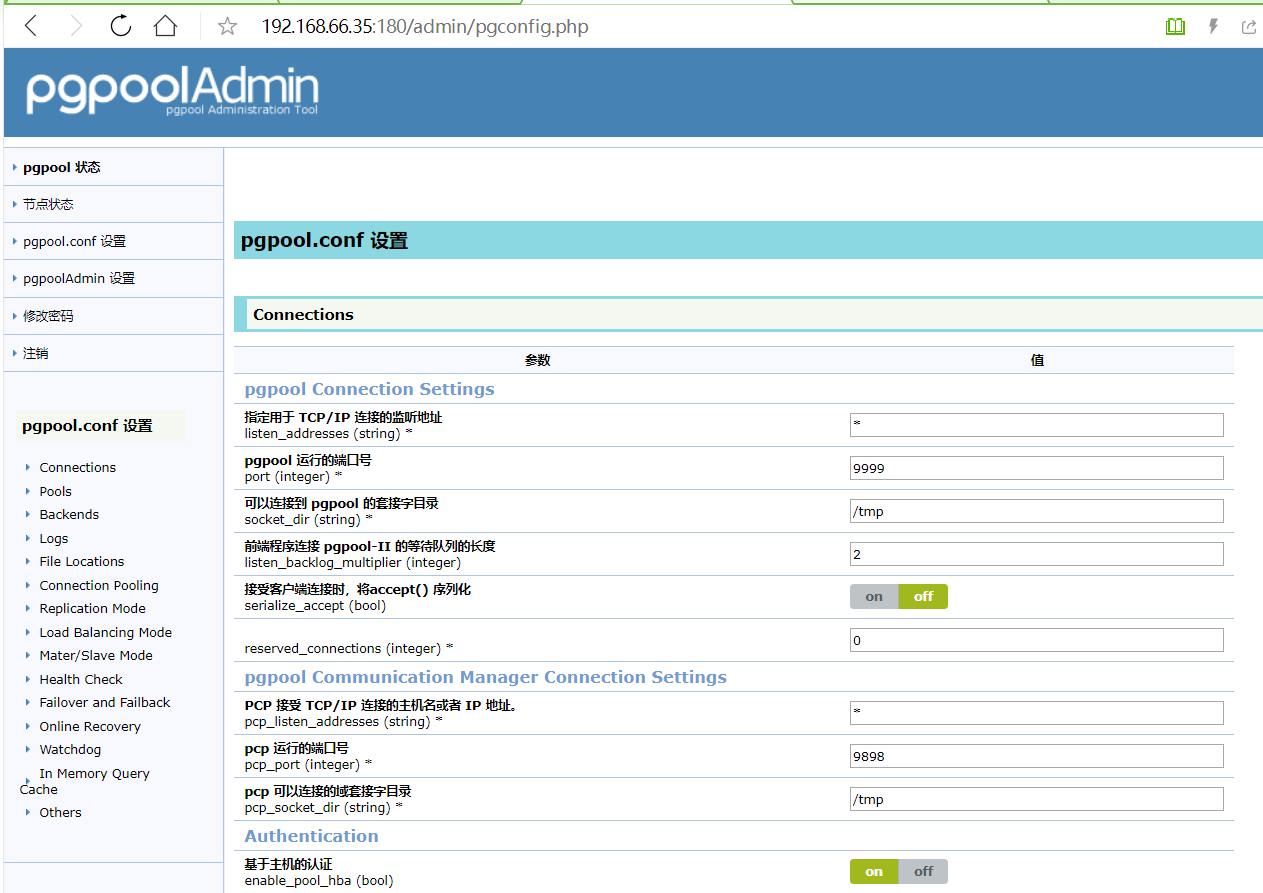 192.168.66.35:180/admin/pgconfig.php
pgpoolAdmin
pgpool Administration Tool
pgpool 状态
节点状态
pgpool.conf 设置
pgpoolAdmin 设置
修改密码
注销
pgpool.conf 设置
Connections
Pools
Backends
Logs
File Locations
Connection Pooling
Replication Mode
Load Balancing Mode
Mater/Slave Mode
Health Check
Failover and Failback
Online Recovery
Watchdog
In Memory Query
Cache
Others
pgpool.conf 设置
Connections
参数 值
pgpool Connection Settings
指定用于 TCP/IP 连接的监听地址
listen_addresses (string) * *
pgpool 运行的端口号
port (integer) * 9999
可以连接到 pgpool 的套接字目录
socket_dir (string) * /tmp
前端程序连接 pgpool-II 的等待队列的长度
listen_backlog_multiplier (integer) 2
接受客户端连接时，将accept() 序列化
serialize_accept (bool) on off
reserved_connections (integer) * 0
pgpool Communication Manager Connection Settings
PCP 接受 TCP/IP 连接的主机名或者 IP 地址。
pcp_listen_addresses (string) * *
pcp 运行的端口号
pcp_port (integer) * 9898
pcp 可以连接的域套接字目录
pcp_socket_dir (string) * /tmp
Authentication
基于主机的认证
enable_pool_hba (bool) on off